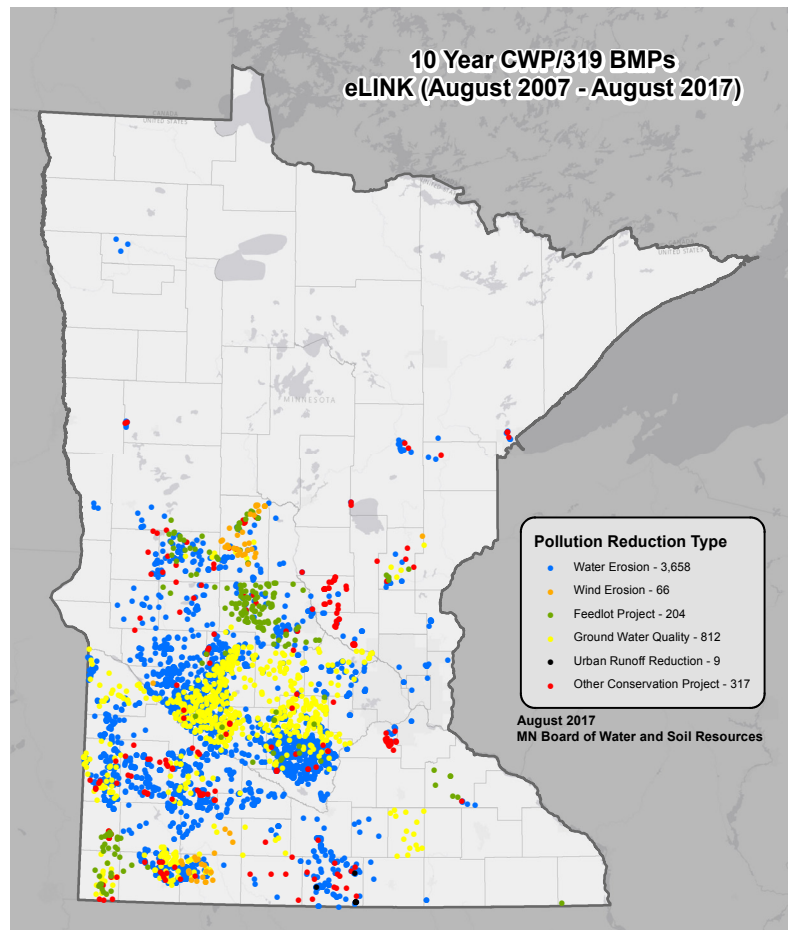 10 Year CWP/319 BMPs
eLINK (August 2007 - August 2017)
CANADA
UNITED STATES
UNITED STATES
MINNESOTA
Pollution Reduction Type
Water Erosion - 3,658
Wind Erosion - 66
Feedlot Project - 204
Ground Water Quality - 812
Urban Runoff Reduction - 9
Other Conservation Project - 317
August 2017
MN Board of Water and Soil Resources